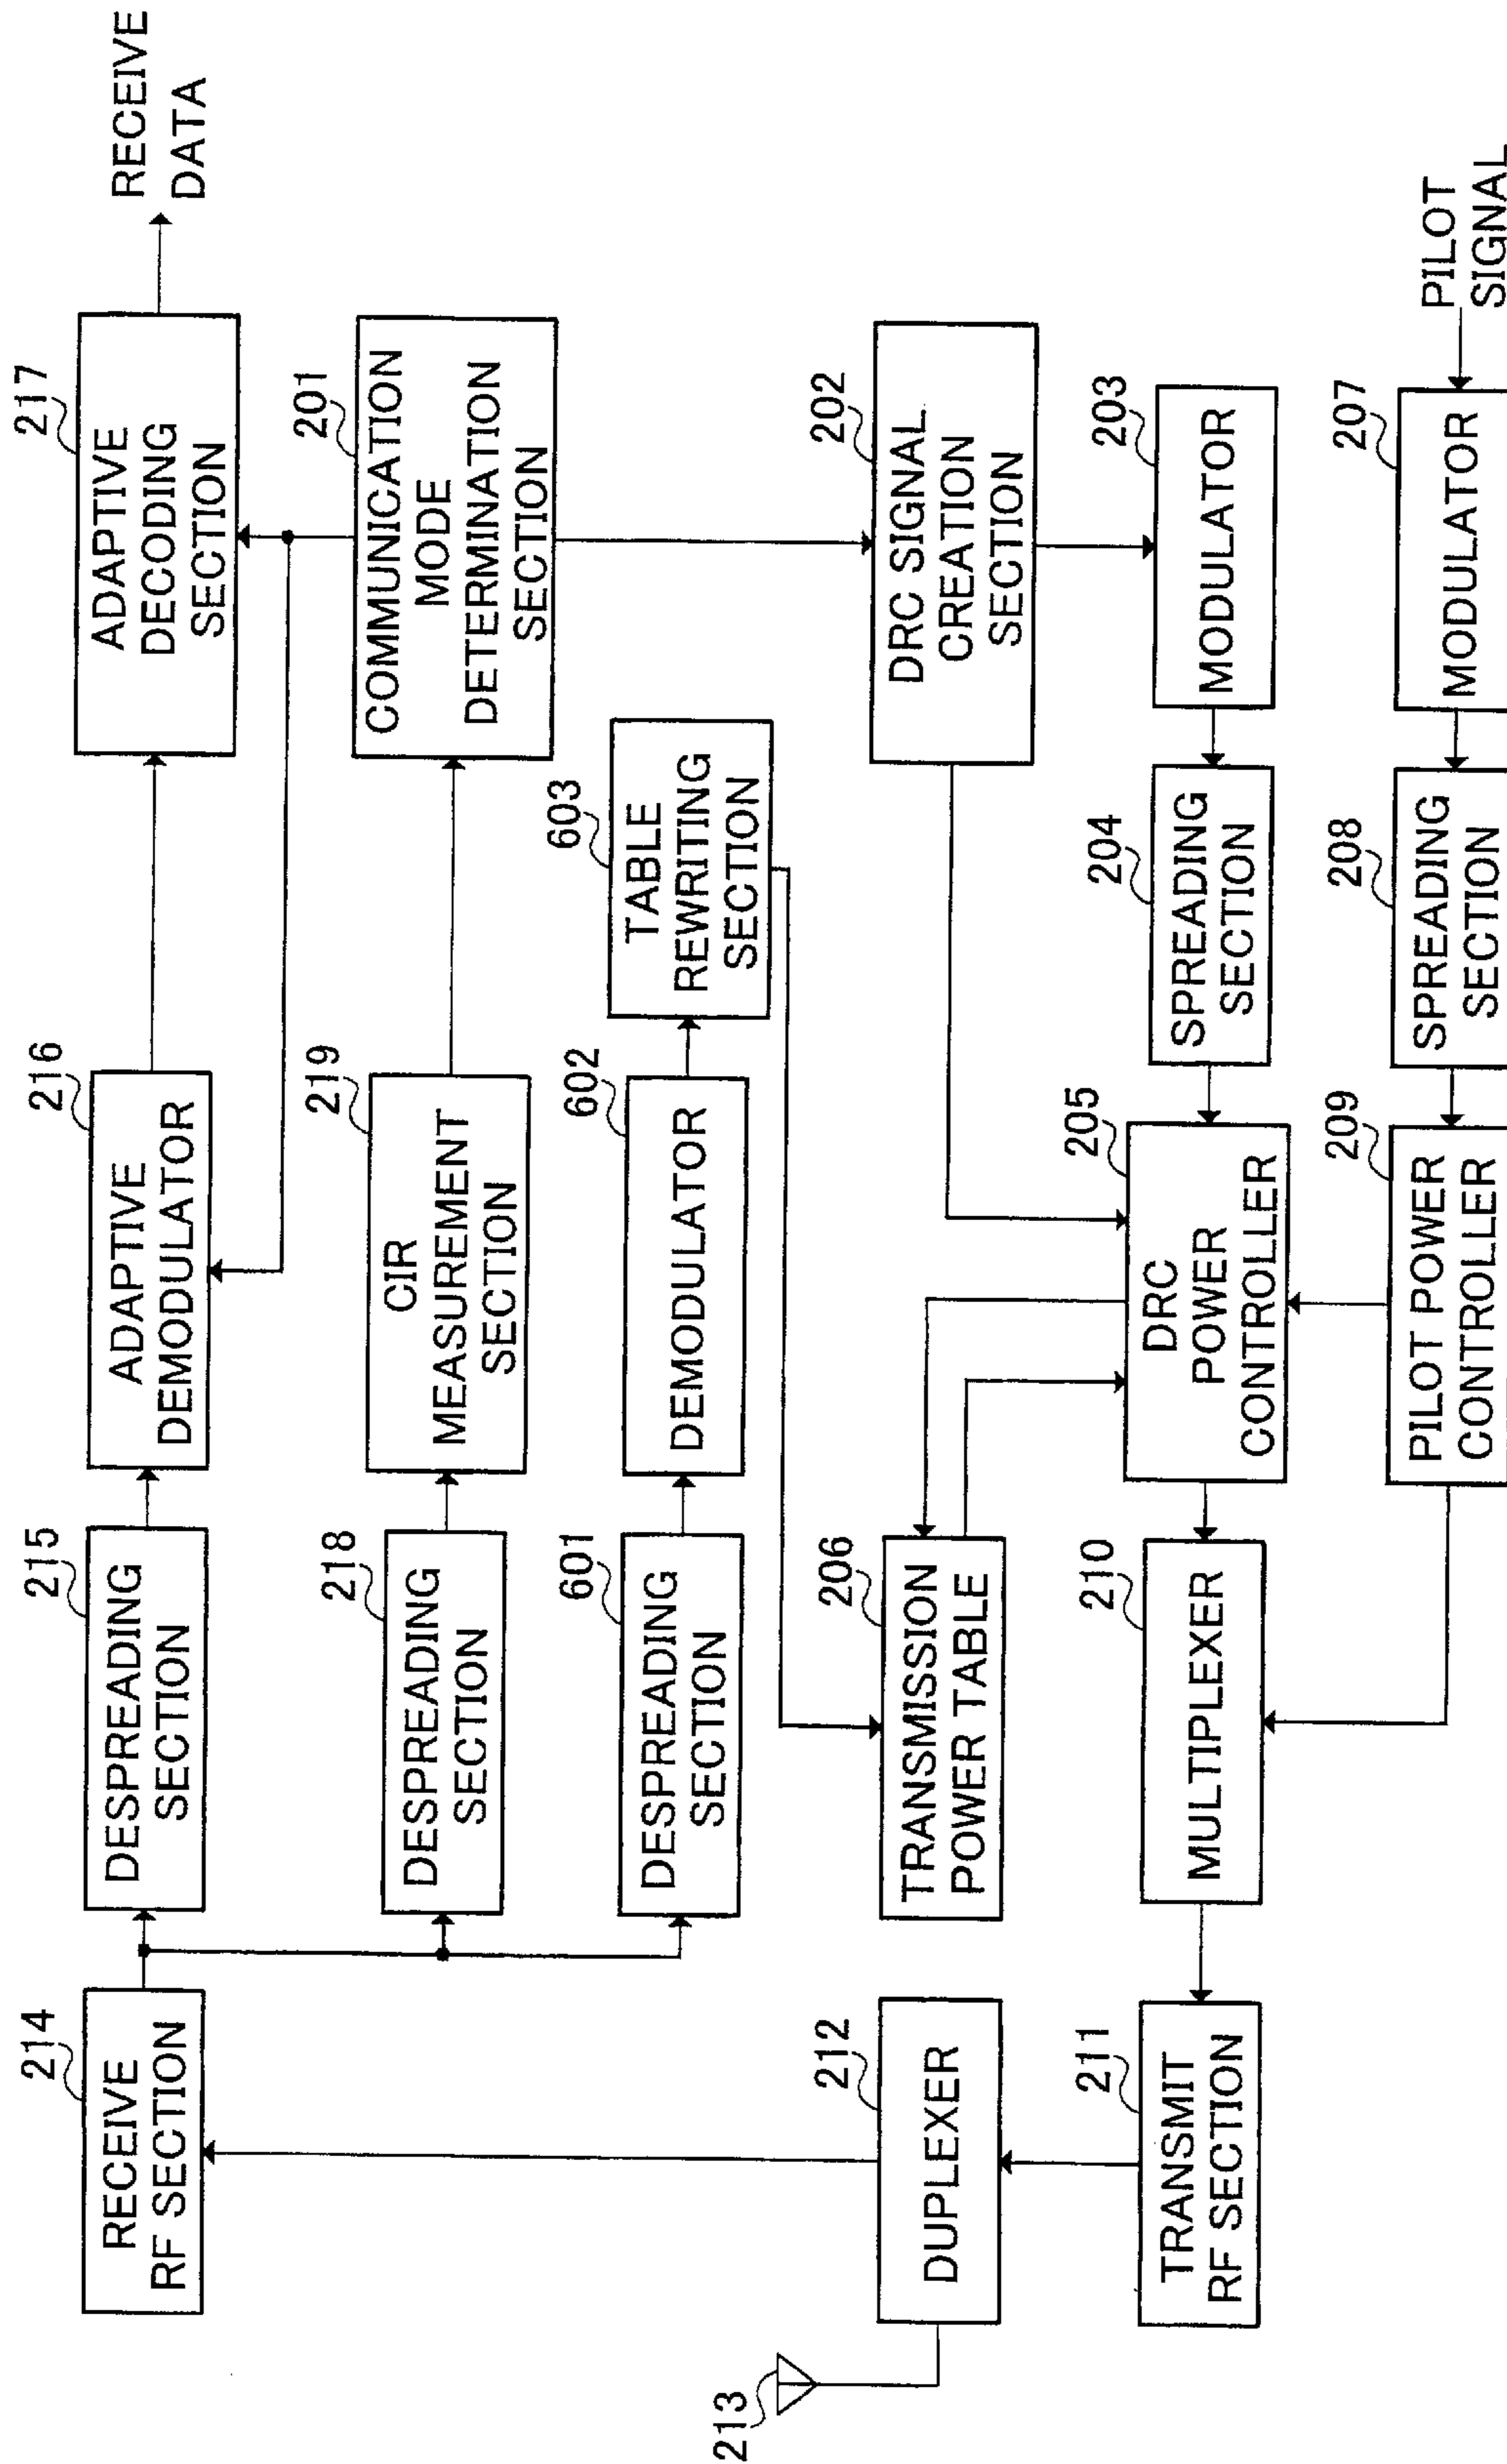 214
RECEIVE
RF SECTION
215
DESPREADING
SECTION
216
ADAPTIVE
DEMODULATOR
217
ADAPTIVE
DECODING
SECTION
RECEIVE
DATA
218
DESPREADING
SECTION
219
CIR
MEASUREMENT
SECTION
201
COMMUNICATION
MODE
DETERMINATION
SECTION
601
DESPREADING
SECTION
602
DEMODULATOR
603
TABLE
REWRITING
SECTION
213
212
DUPLEXER
206
TRANSMISSION
POWER TABLE
202
DRC SIGNAL
CREATION
SECTION
211
TRANSMIT
RF SECTION
210
MULTIPLEXER
205
DRC
POWER
CONTROLLER
204
SPREADING
SECTION
203
MODULATOR
209
PILOT POWER
CONTROLLER
208
SPREADING
SECTION
207
MODULATOR
PILOT
SIGNAL